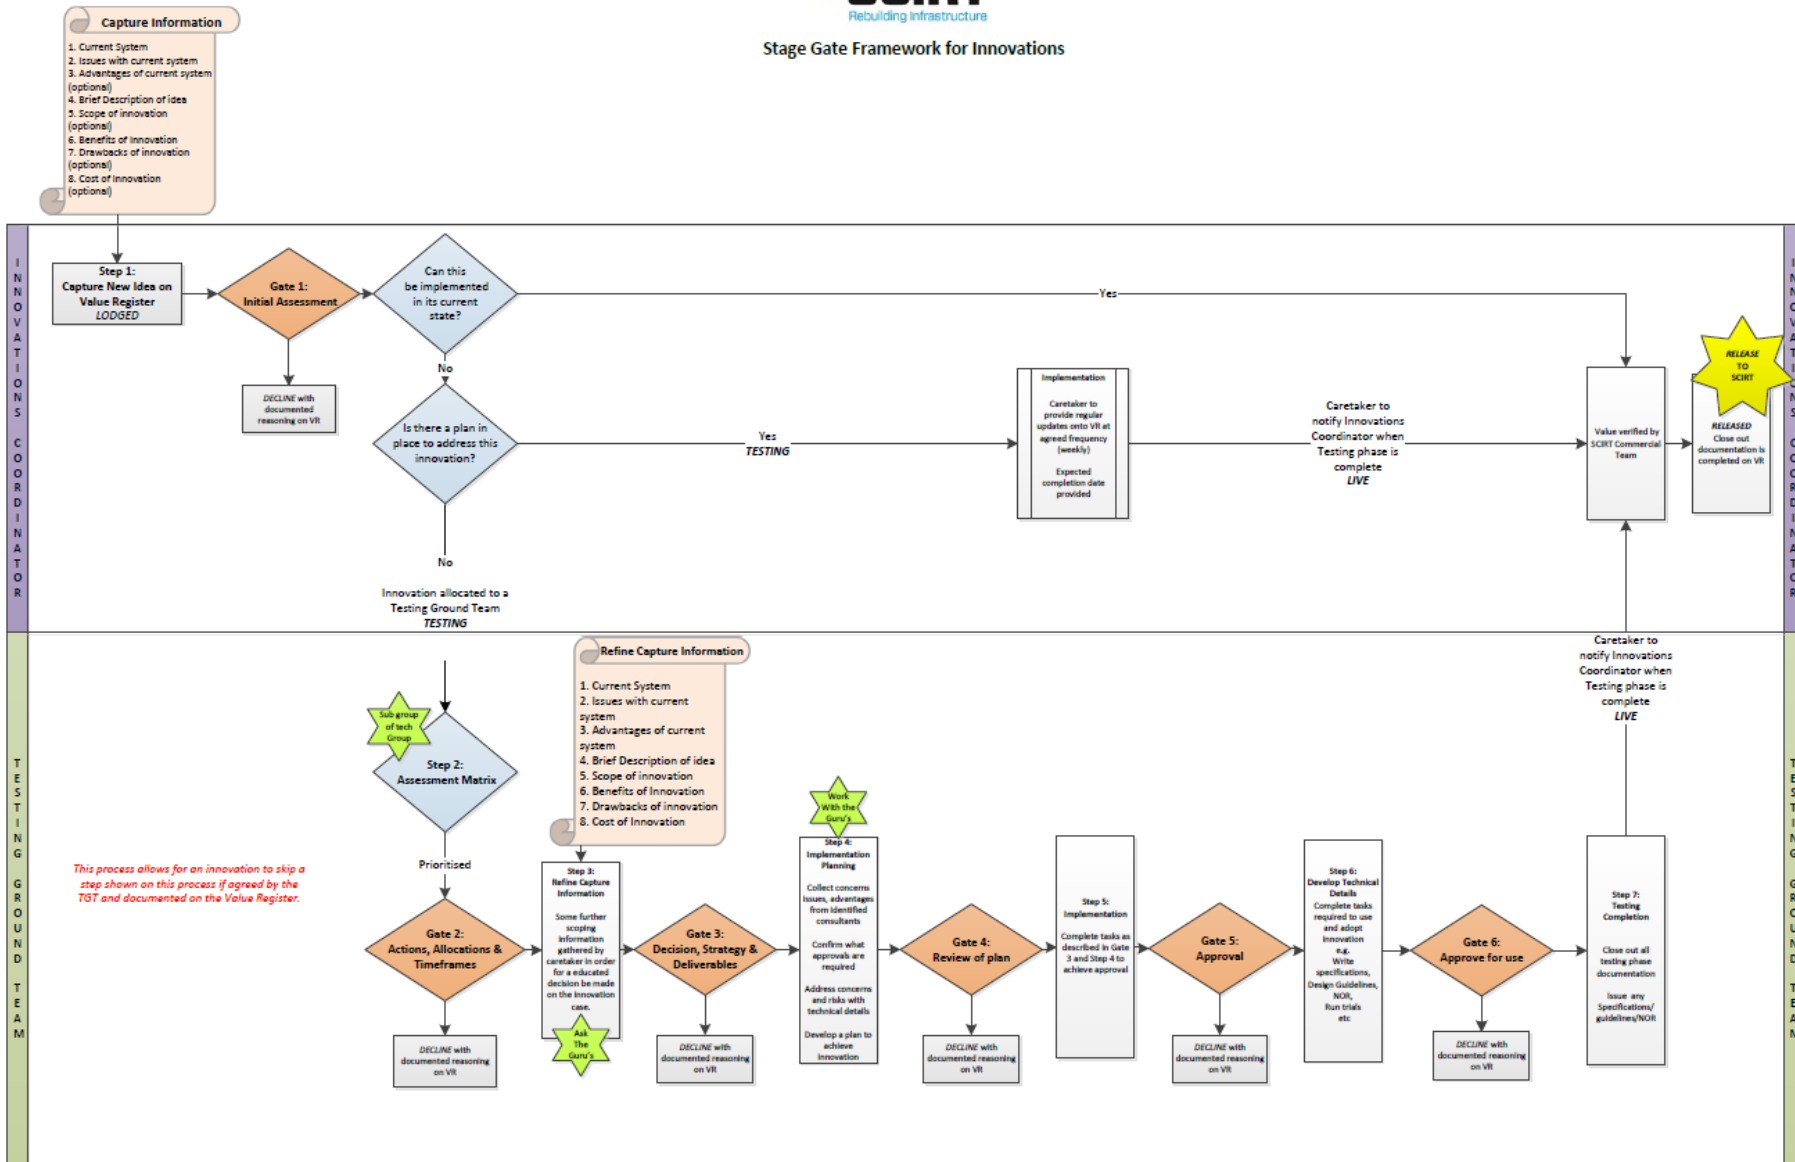 Rebuilding Infrastructure
Stage Gate Framework for Innovations
Capture Information
1. Current System
2. Issues with current system
3. Advantages of current system
(optional)
4. Brief Description of idea
5. Scope of innovation
(optional)
6. Benefits of Innovation
7. Drawbacks of innovation
(optional)
8. Cost of Innovation
(optional)
INNOVATIONS COORDINATOR
Step 1:
Capture New Idea on
Value Register
LODGED
Gate 1:
Initial Assessment
DECLINE with
documented
reasoning on VR
Can this
be implemented
in its current
state?
Yes
No
Is there a plan in
place to address this
innovation?
Yes
TESTING
Implementation
Caretaker to
provide regular
updates onto VR at
agreed frequency
(weekly)
Expected
completion date
provided
Caretaker to
notify Innovations
Coordinator when
Testing phase is
complete
LIVE
Value verified by
SCIRT Commercial
Team
RELEASE
TO
SCIRT
RELEASED
Close out
documentation is
completed on VR
No
Innovation allocated to a
Testing Ground Team
TESTING
INNOVATIONS COORDINATOR
TESTING GROUND TEAM
This process allows for an innovation to skip a
step shown on this process if agreed by the
TGT and documented on the Value Register.
Sub group
of tech
Group
Step 2:
Assessment Matrix
Prioritised
Gate 2:
Actions, Allocations &
Timeframes
DECLINE with
documented reasoning
on VR
Refine Capture Information
1. Current System
2. Issues with current
system
3. Advantages of current
system
4. Brief Description of idea
5. Scope of innovation
6. Benefits of Innovation
7. Drawbacks of innovation
8. Cost of Innovation
Step 3:
Refine Capture
Information
Some further
scoping
information
gathered by
caretaker in order
for a educated
decision be made
on the innovation
case.
Ask
The
Guru's
Gate 3:
Decision, Strategy &
Deliverables
DECLINE with
documented reasoning
on VR
Work
With the
Guru's
Step 4:
Implementation
Planning
Collect concerns
issues, advantages
from identified
consultants
Confirm what
approvals are
required
Address concerns
and risks with
technical details
Develop a plan to
achieve
innovation
Gate 4:
Review of plan
DECLINE with
documented reasoning
on VR
Step 5:
Implementation
Complete tasks as
described in Gate
3 and Step 4 to
achieve approval
Gate 5:
Approval
DECLINE with
documented reasoning
on VR
Step 6:
Develop Technical
Details
Complete tasks
required to use
and adopt
innovation
e.g.
Write
specifications,
Design Guidelines,
NOR,
Run trials
etc
Gate 6:
Approve for use
DECLINE with
documented reasoning
on VR
Caretaker to
notify Innovations
Coordinator when
Testing phase is
complete
LIVE
Step 7:
Testing
Completion
Close out all
testing phase
documentation
Issue any
Specifications/
guidelines/NOR
TESTING GROUND TEAM